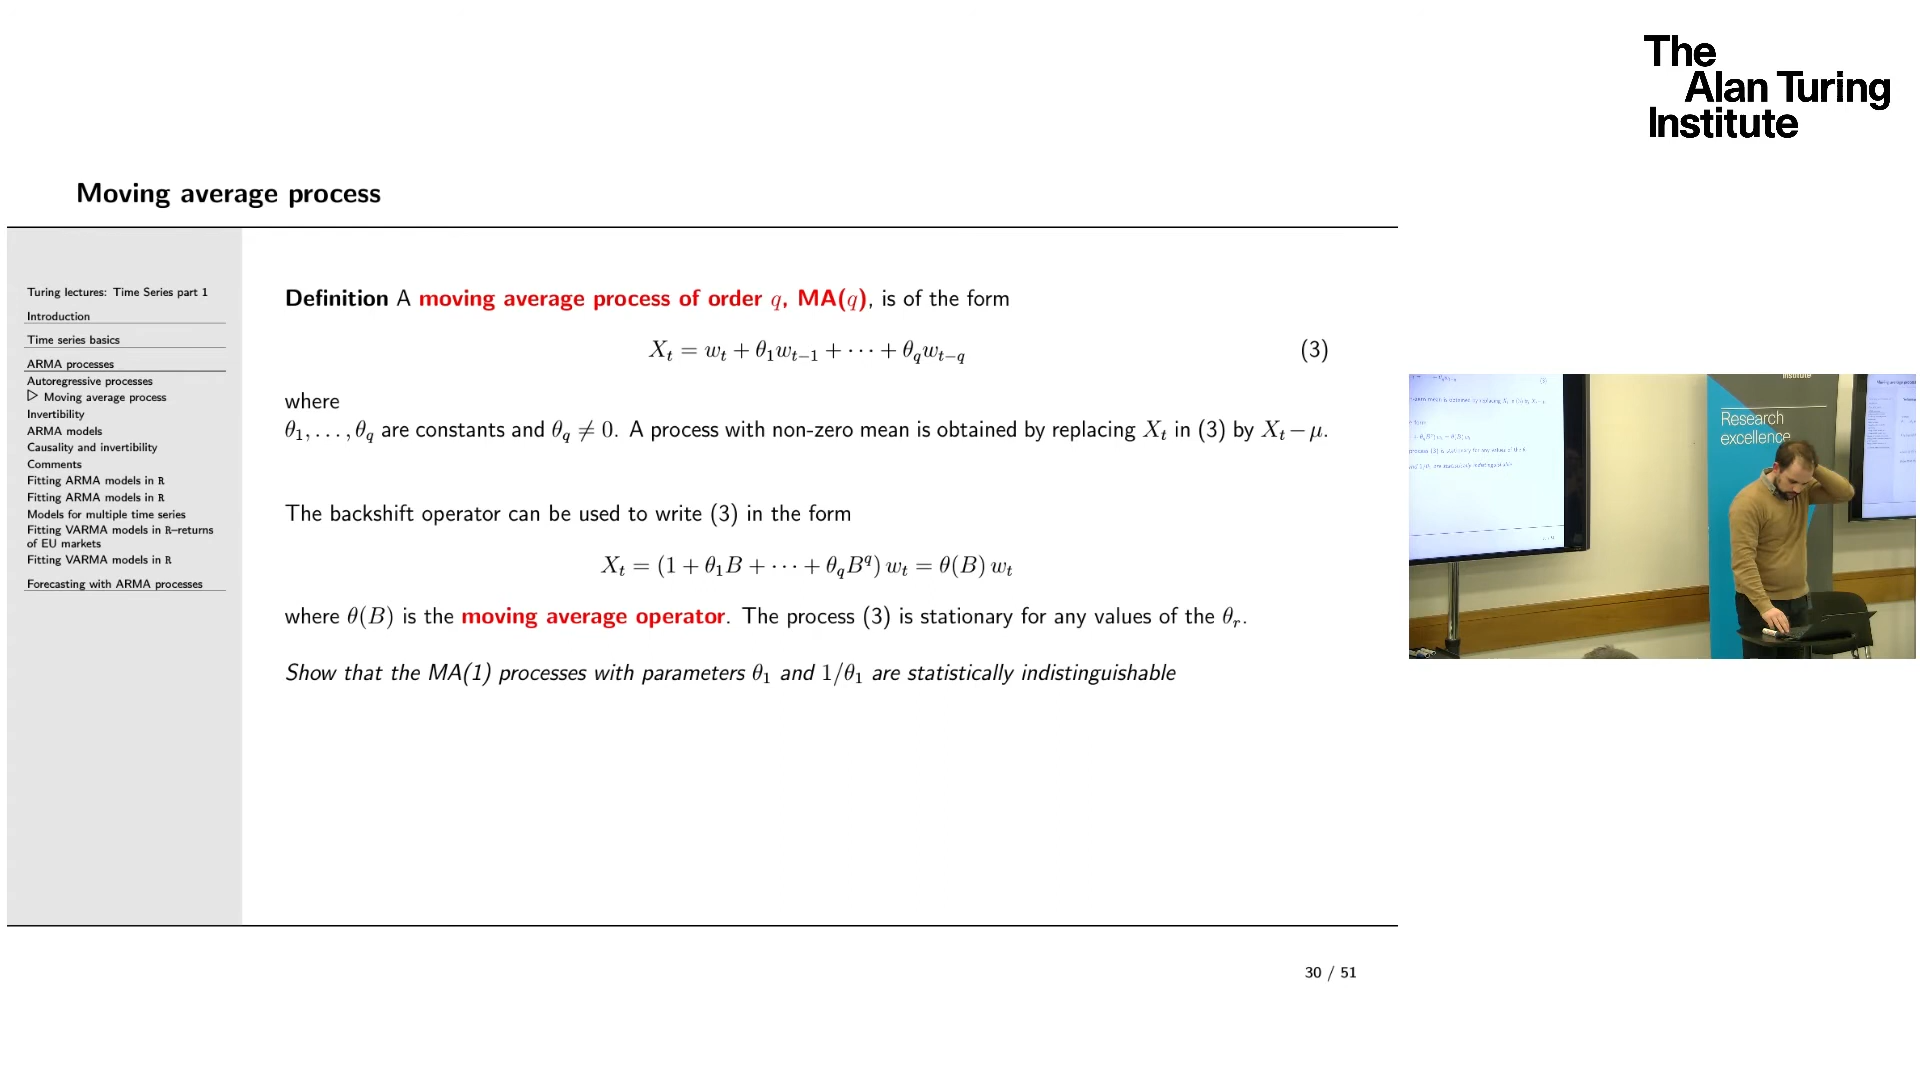 The
Alan Turing
Institute
Moving average process
Turing lectures: Time Series part 1
Introduction
Time series basics
ARMA processes
Autoregressive processes
▷ Moving average process
Invertibility
ARMA models
Causality and invertibility
Comments
Fitting ARMA models in R
Fitting ARMA models in R
Models for multiple time series
Fitting VARMA models in R–returns
of EU markets
Fitting VARMA models in R
Forecasting with ARMA processes
Definition A moving average process of order q, MA(q), is of the form
X_t = w_t + θ_1 w_{t−1} + · · · + θ_q w_{t−q} (3)
where
θ_1, . . . , θ_q are constants and θ_q ≠ 0. A process with non-zero mean is obtained by replacing X_t in (3) by X_t − μ.
The backshift operator can be used to write (3) in the form
X_t = (1 + θ_1 B + · · · + θ_q B^q) w_t = θ(B) w_t
where θ(B) is the moving average operator. The process (3) is stationary for any values of the θ_r.
Show that the MA(1) processes with parameters θ_1 and 1/θ_1 are statistically indistinguishable
30 / 51
Institute
Research
excellence